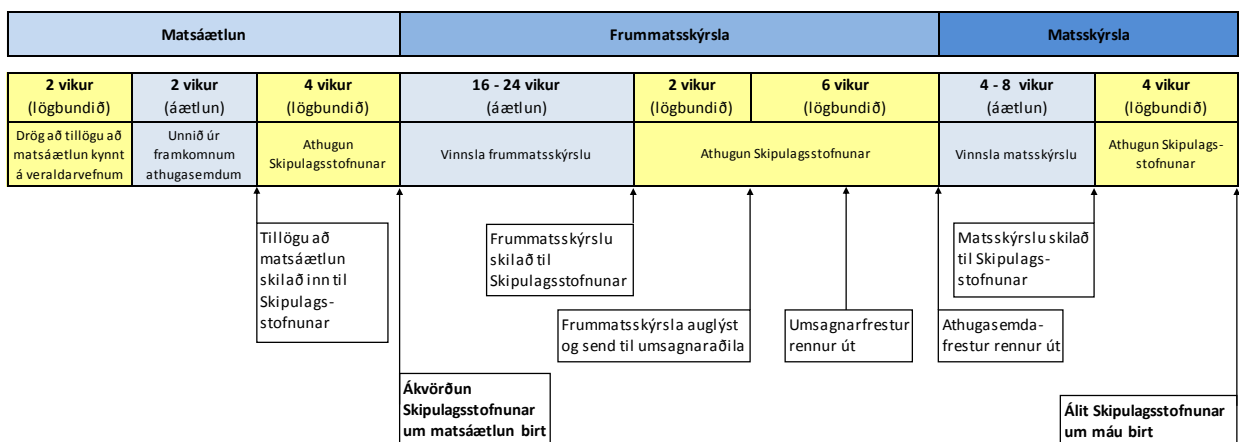 Matsáætlun
Frummatsskýrsla
Matsskýrsla
2 vikur
(lögbundið)
2 vikur
(áætlun)
4 vikur
(lögbundið)
16 - 24 vikur
(áætlun)
2 vikur
(lögbundið)
6 vikur
(lögbundið)
4 - 8 vikur
(áætlun)
4 vikur
(lögbundið)
Drög að tillögu að
matsáætlun kynnt
á veraldarvefnum
Unnið úr
framkomnum
athugasemdum
Athugun
Skipulagsstofnunar
Vinnsla frummatsskýrslu
Athugun Skipulagsstofnunar
Vinnsla matsskýrslu
Athugun Skipulags-
stofnunar
Tillögu að
matsáætlun
skilað inn til
Skipulags-
stofnunar
Frummatsskýrslu
skilað til
Skipulagsstofnunar
Matsskýrslu skilað
til Skipulags-
stofnunar
Frummatsskýrsla auglýst
og send til umsagnaraðila
Umsagnarfrestur
rennur út
Athugasemda-
frestur rennur út
Ákvörðun
Skipulagsstofnunar
um matsáætlun birt
Álit Skipulagsstofnunar
um máu birt